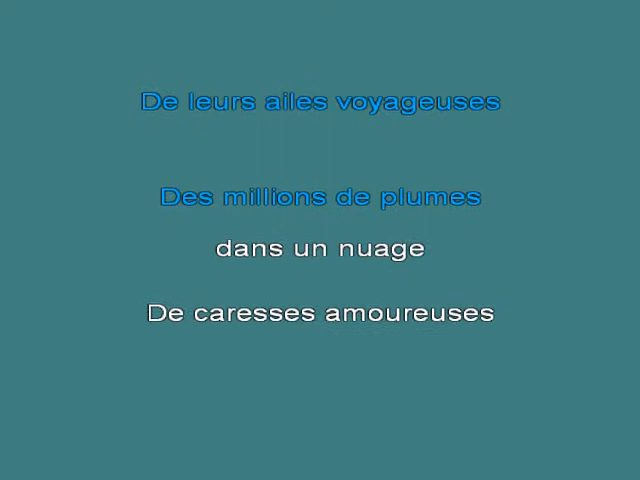 De leurs ailes voyageuses
Des millions de plumes
dans un nuage
De caresses amoureuses